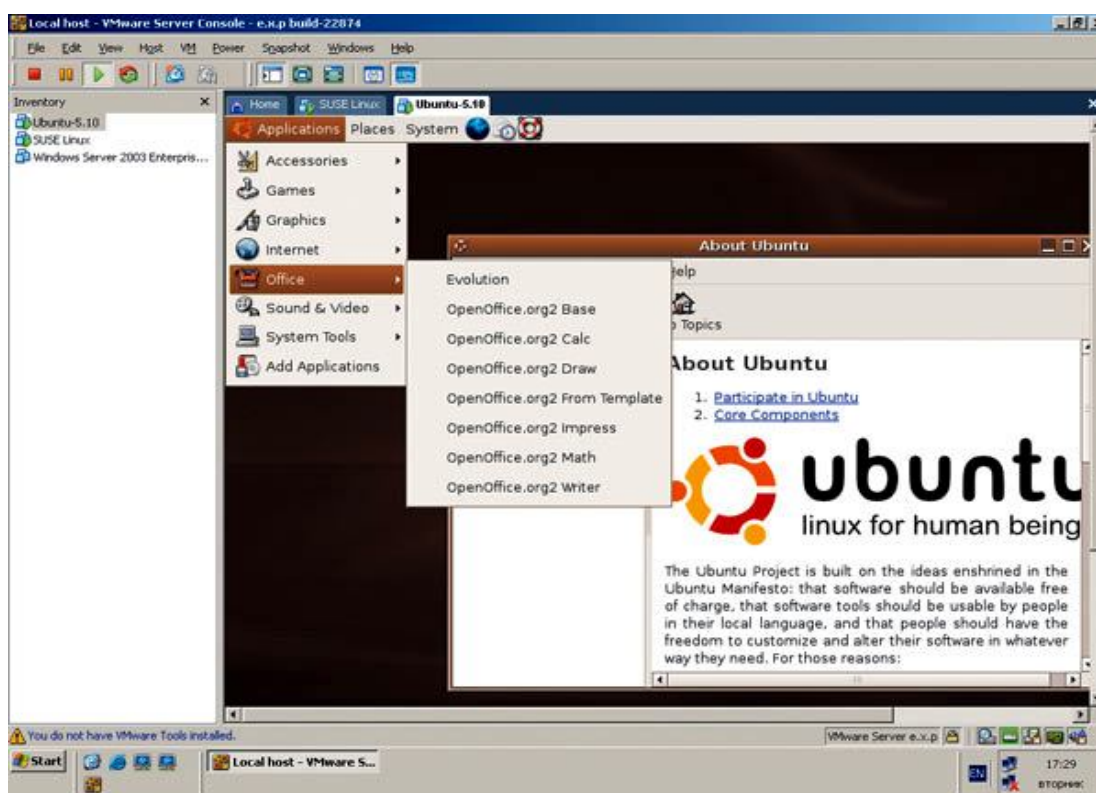 Local host - VMware Server Console - e.x.p build-22874
File Edit View Host VM Power Snapshot Windows Help
Inventory
Ubuntu-5.10
SUSE Linux
Windows Server 2003 Enterpris...
Home SUSE Linux Ubuntu-5.10
Applications Places System
Accessories
Games
Graphics
Internet
Office
Sound & Video
System Tools
Add Applications
Evolution
OpenOffice.org2 Base
OpenOffice.org2 Calc
OpenOffice.org2 Draw
OpenOffice.org2 From Template
OpenOffice.org2 Impress
OpenOffice.org2 Math
OpenOffice.org2 Writer
About Ubuntu
Help
Topics
About Ubuntu
1. Participate in Ubuntu
2. Core Components
ubuntu
linux for human being
The Ubuntu Project is built on the ideas enshrined in the
Ubuntu Manifesto: that software should be available free
of charge, that software tools should be usable by people
in their local language, and that people should have the
freedom to customize and alter their software in whatever
way they need. For those reasons:
You do not have VMware Tools installed.
VMware Server e.x.p
Start
Local host - VMware S...
EN
17:29
вторник